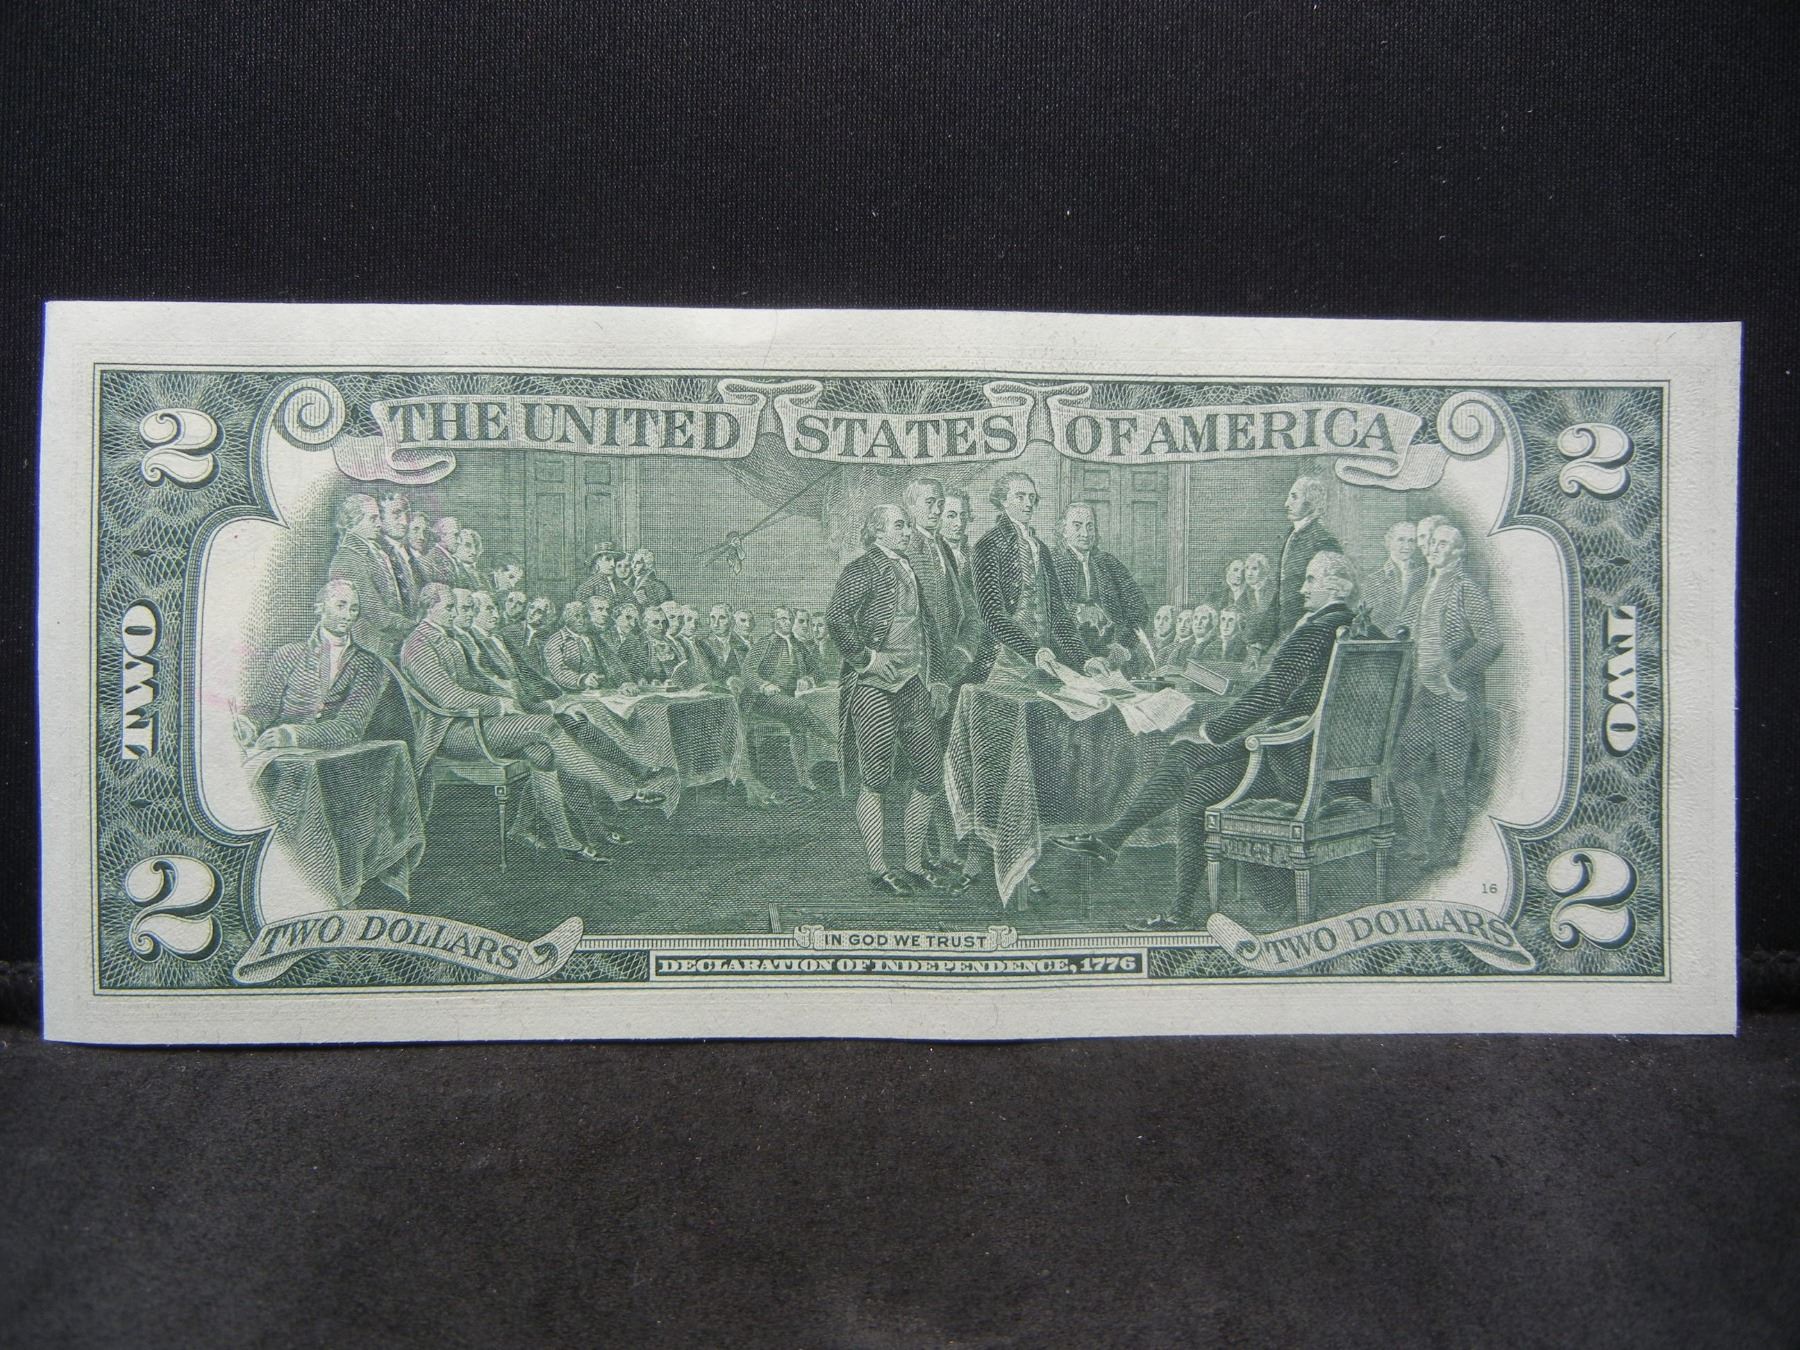 THE UNITED STATES OF AMERICA
2 2
TWO TWO
16
2 2
TWO DOLLARS TWO DOLLARS
IN GOD WE TRUST
DECLARATION OF INDEPENDENCE, 1776